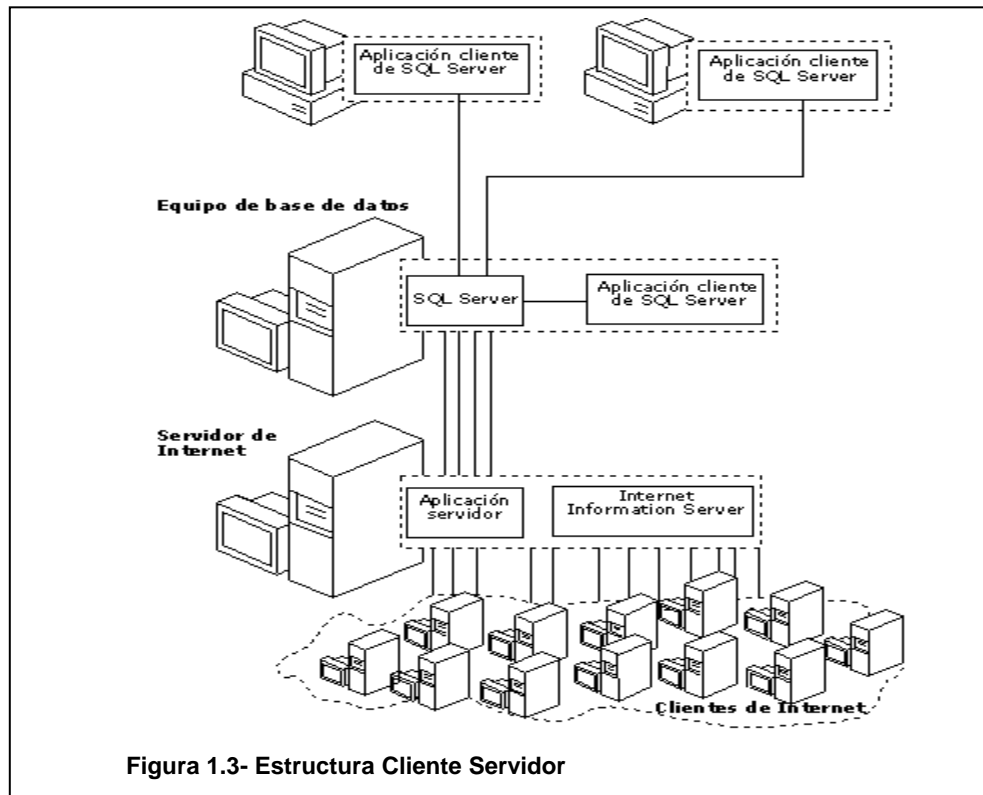 Aplicación cliente
de SQL Server
Aplicación cliente
de SQL Server
Equipo de base de datos
SQL Server
Aplicación cliente
de SQL Server
Servidor de
Internet
Aplicación
servidor
Internet
Information Server
Clientes de Internet
Figura 1.3- Estructura Cliente Servidor